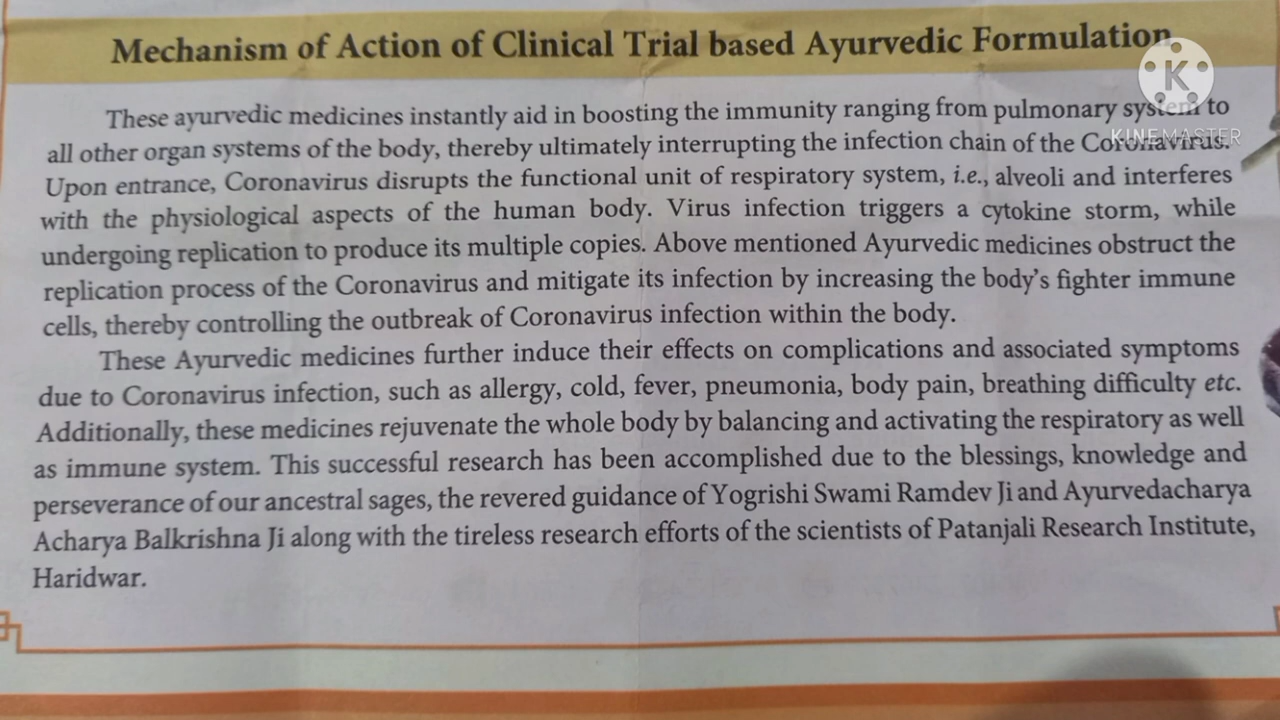 Mechanism of Action of Clinical Trial based Ayurvedic Formulation
K
KINEMASTER
These ayurvedic medicines instantly aid in boosting the immunity ranging from pulmonary system to
all other organ systems of the body, thereby ultimately interrupting the infection chain of the Coronavirus.
Upon entrance, Coronavirus disrupts the functional unit of respiratory system, i.e., alveoli and interferes
with the physiological aspects of the human body. Virus infection triggers a cytokine storm, while
undergoing replication to produce its multiple copies. Above mentioned Ayurvedic medicines obstruct the
replication process of the Coronavirus and mitigate its infection by increasing the body's fighter immune
cells, thereby controlling the outbreak of Coronavirus infection within the body.
These Ayurvedic medicines further induce their effects on complications and associated symptoms
due to Coronavirus infection, such as allergy, cold, fever, pneumonia, body pain, breathing difficulty etc.
Additionally, these medicines rejuvenate the whole body by balancing and activating the respiratory as well
as immune system. This successful research has been accomplished due to the blessings, knowledge and
perseverance of our ancestral sages, the revered guidance of Yogrishi Swami Ramdev Ji and Ayurvedacharya
Acharya Balkrishna Ji along with the tireless research efforts of the scientists of Patanjali Research Institute,
Haridwar.